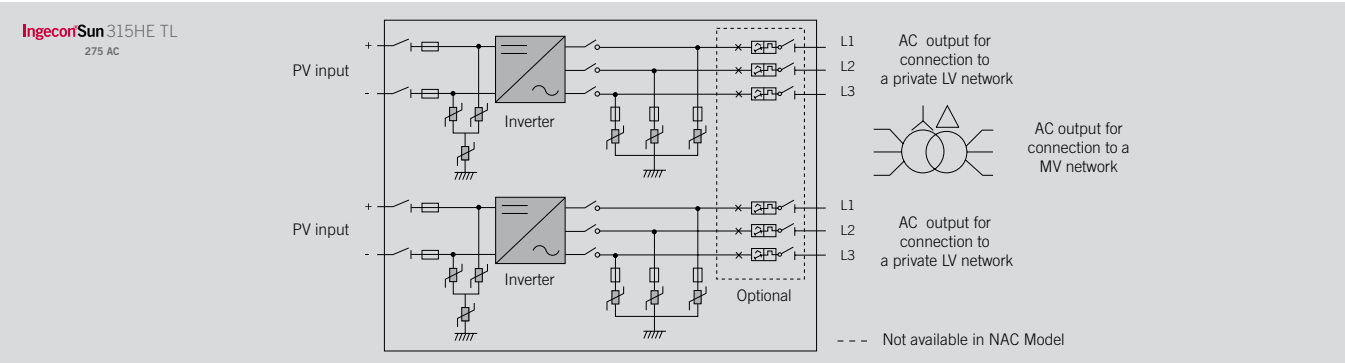 Ingecon®Sun 315HE TL
275 AC
PV input
+
-
Inverter
L1
L2
L3
AC output for
connection to
a private LV network
AC output for
connection to a
MV network
PV input
+
-
Inverter
L1
L2
L3
AC output for
connection to
a private LV network
Optional
Not available in NAC Model